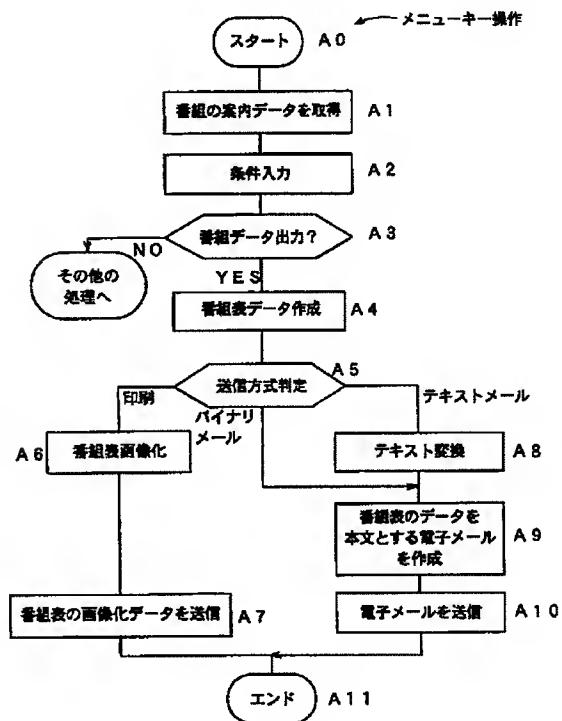 メニューキー操作
スタート A0
番組の案内データを取得 A1
条件入力 A2
番組データ出力? A3
NO
その他の
処理へ
YES
番組表データ作成 A4
送信方式判定 A5
印刷
バイナリ
メール
テキストメール
A6 番組表画像化
テキスト変換 A8
番組表のデータを
本文とする電子メール
を作成
A9
番組表の画像化データを送信 A7
電子メールを送信 A10
エンド A11